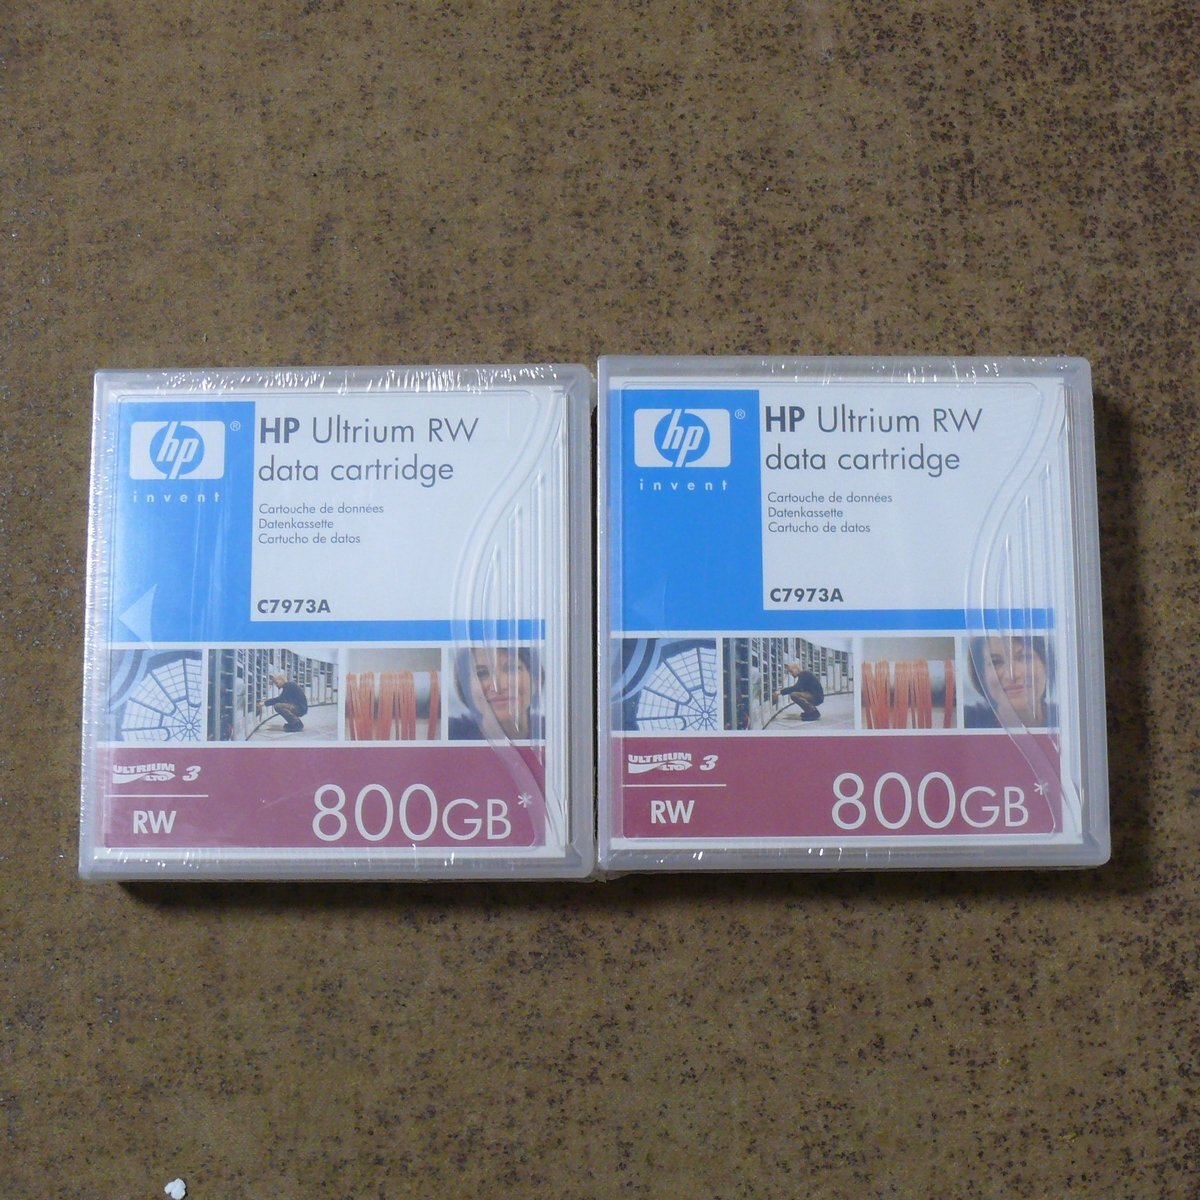 hp ®
invent
HP Ultrium RW
data cartridge
Cartouche de données
Datenkassette
Cartucho de datos
C7973A
ULTRIUM
LTO 3
RW
800GB*
hp ®
invent
HP Ultrium RW
data cartridge
Cartouche de données
Datenkassette
Cartucho de datos
C7973A
ULTRIUM
LTO 3
RW
800GB*